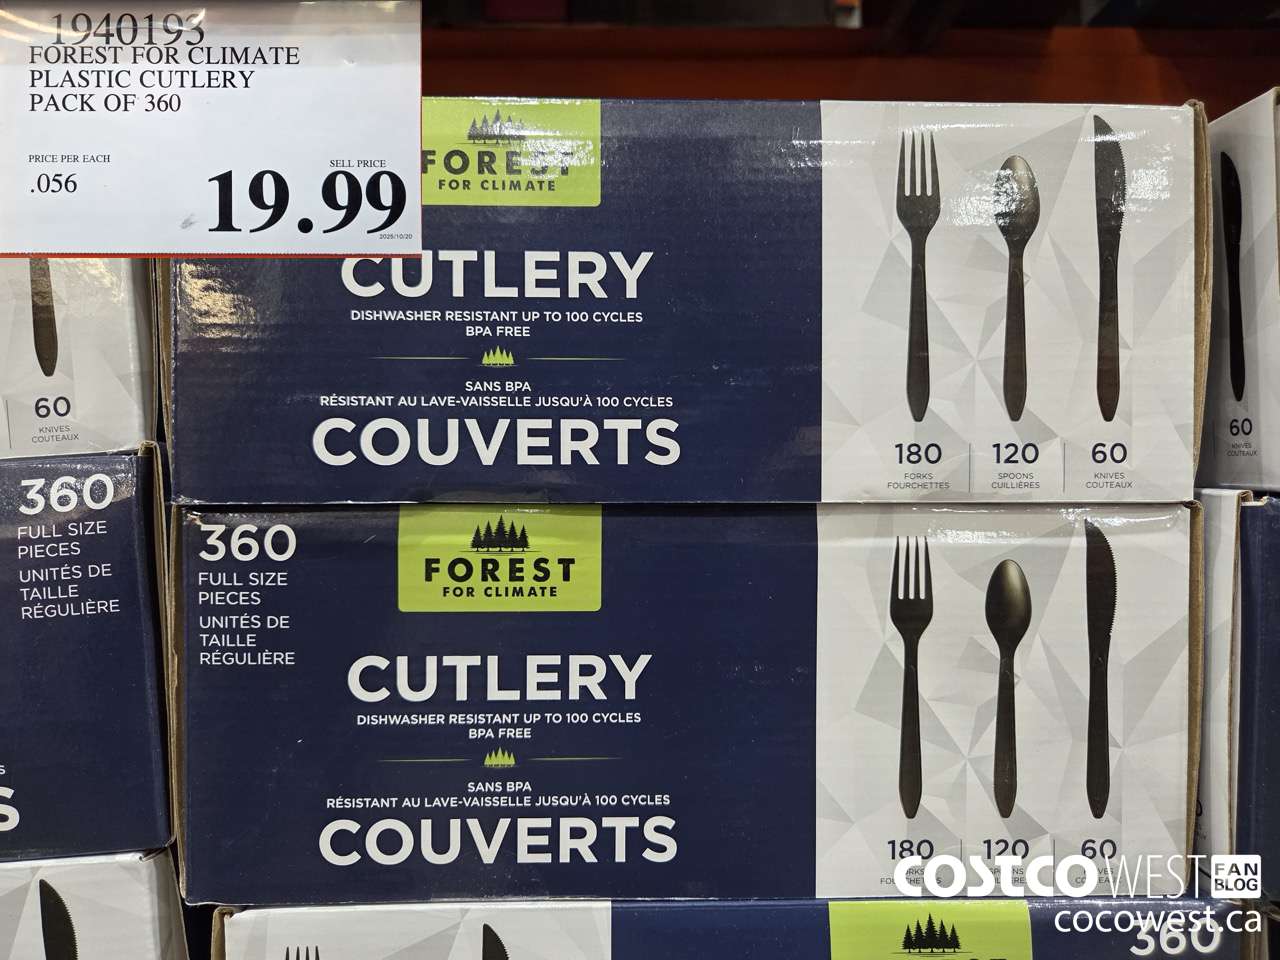 1940193
FOREST FOR CLIMATE
PLASTIC CUTLERY
PACK OF 360
PRICE PER EACH
.056
SELL PRICE
19.99
2025/10/20
FOREST
FOR CLIMATE
CUTLERY
DISHWASHER RESISTANT UP TO 100 CYCLES
BPA FREE
SANS BPA
RÉSISTANT AU LAVE-VAISSELLE JUSQU'À 100 CYCLES
COUVERTS
180
FORKS
FOURCHETTES
120
SPOONS
CUILLIÈRES
60
KNIVES
COUTEAUX
60
KNIVES
COUTEAUX
60
KNIVES
COUTEAUX
360
FULL SIZE
PIECES
UNITÉS DE
TAILLE
RÉGULIÈRE
S
S
360
FULL SIZE
PIECES
UNITÉS DE
TAILLE
RÉGULIÈRE
FOREST
FOR CLIMATE
CUTLERY
DISHWASHER RESISTANT UP TO 100 CYCLES
BPA FREE
SANS BPA
RÉSISTANT AU LAVE-VAISSELLE JUSQU'À 100 CYCLES
COUVERTS
180
120
60
360
COSTCO WEST
FAN
BLOG
cocowest.ca